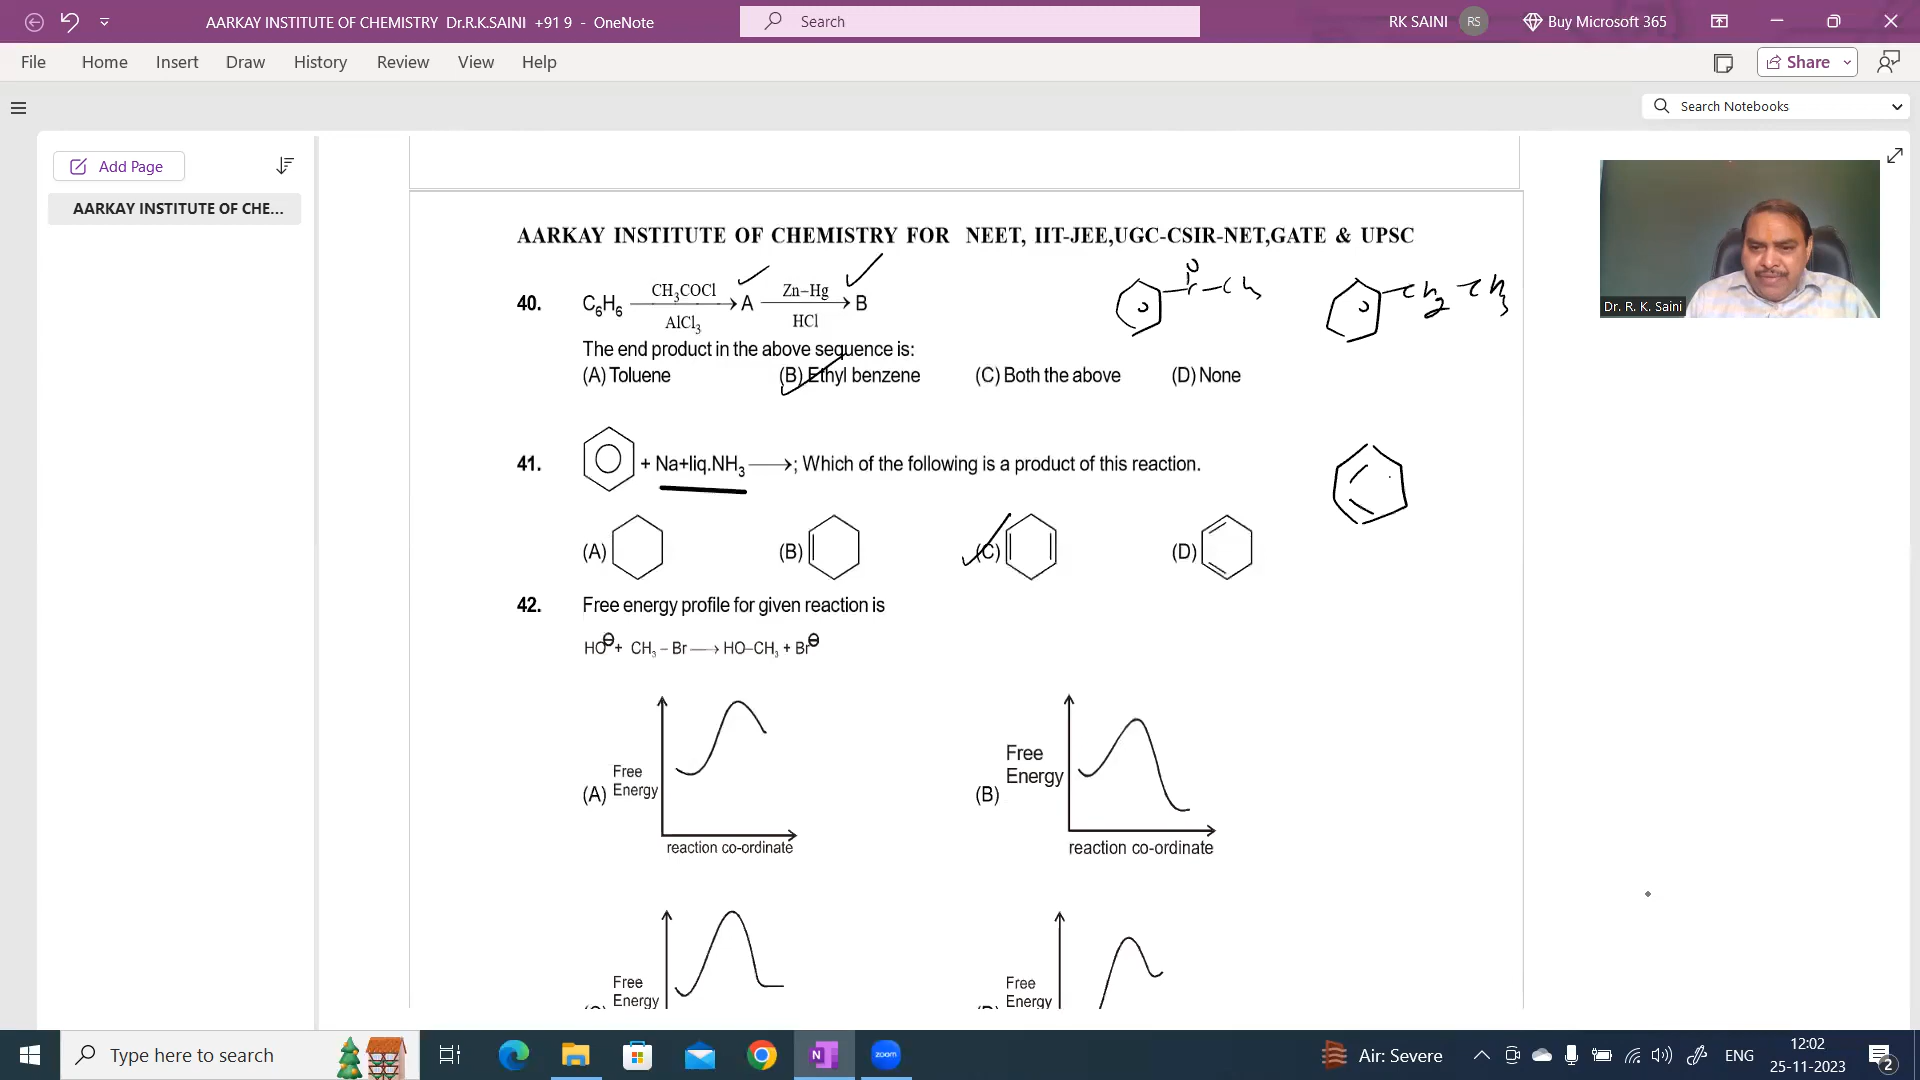 AARKAY INSTITUTE OF CHEMISTRY Dr.R.K.SAINI +91 9 - OneNote
Search
RK SAINI
RS
Buy Microsoft 365
File Home Insert Draw History Review View Help
Share
Search Notebooks
Add Page
AARKAY INSTITUTE OF CHE...
AARKAY INSTITUTE OF CHEMISTRY FOR NEET, IIT-JEE,UGC-CSIR-NET,GATE & UPSC
40. C₆H₆ CH₃COCl AlCl₃ → A Zn–Hg HCl → B
O
CH₂ CH₃
The end product in the above sequence is:
(A) Toluene (B) Ethyl benzene (C) Both the above (D) None
41. + Na+liq.NH₃ ⟶; Which of the following is a product of this reaction.
(A) (B) (C) (D)
42. Free energy profile for given reaction is
HO⊖ + CH₃ – Br ⟶ HO–CH₃ + Br⊖
(A) Free Energy reaction co-ordinate
(B) Free Energy reaction co-ordinate
Free Energy
Free Energy
Dr. R. K. Saini
Type here to search
zoom
Air: Severe
ENG
12:02
25-11-2023
2